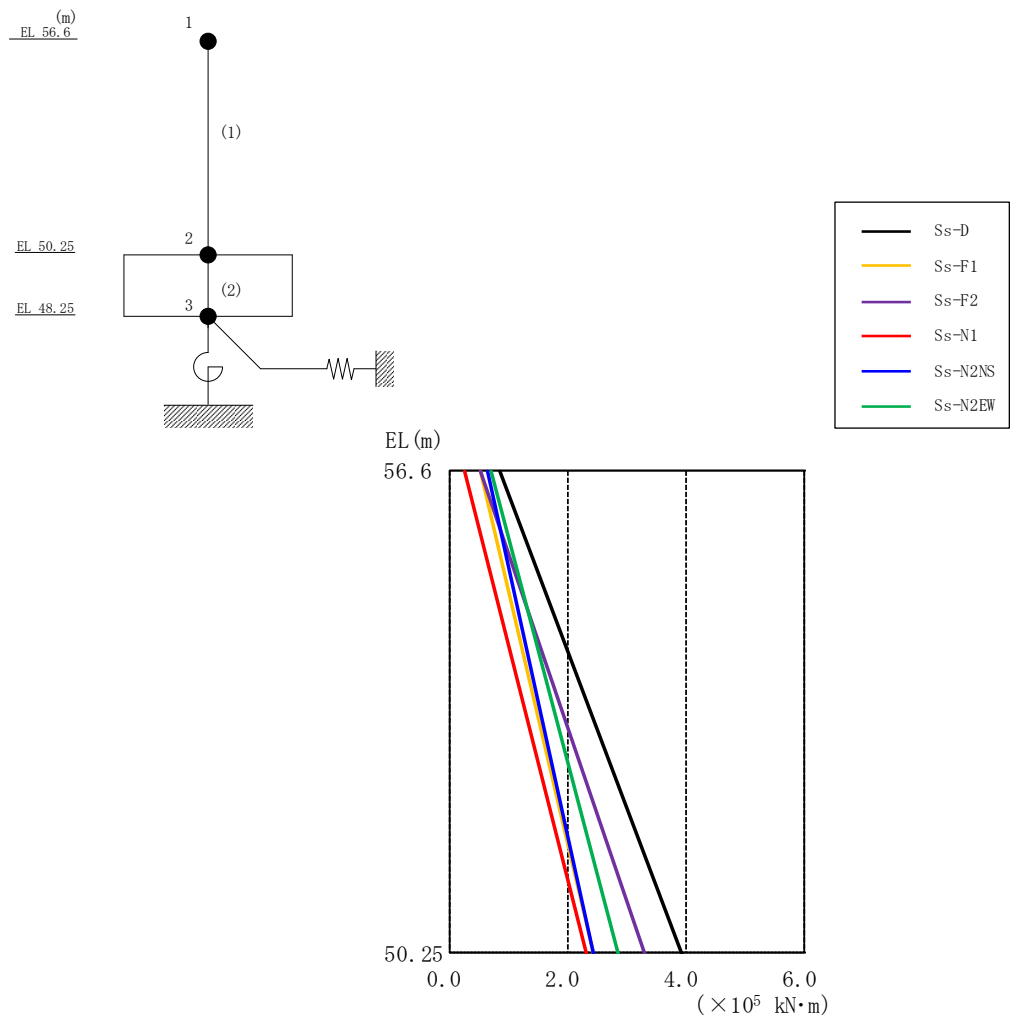 (m)
EL 56.6
1
(1)
EL 50.25
2
(2)
EL 48.25
3
Ss-D
Ss-F1
Ss-F2
Ss-N1
Ss-N2NS
Ss-N2EW
EL(m)
56.6
50.25
0.0 2.0 4.0 6.0
(×10⁵ kN·m)